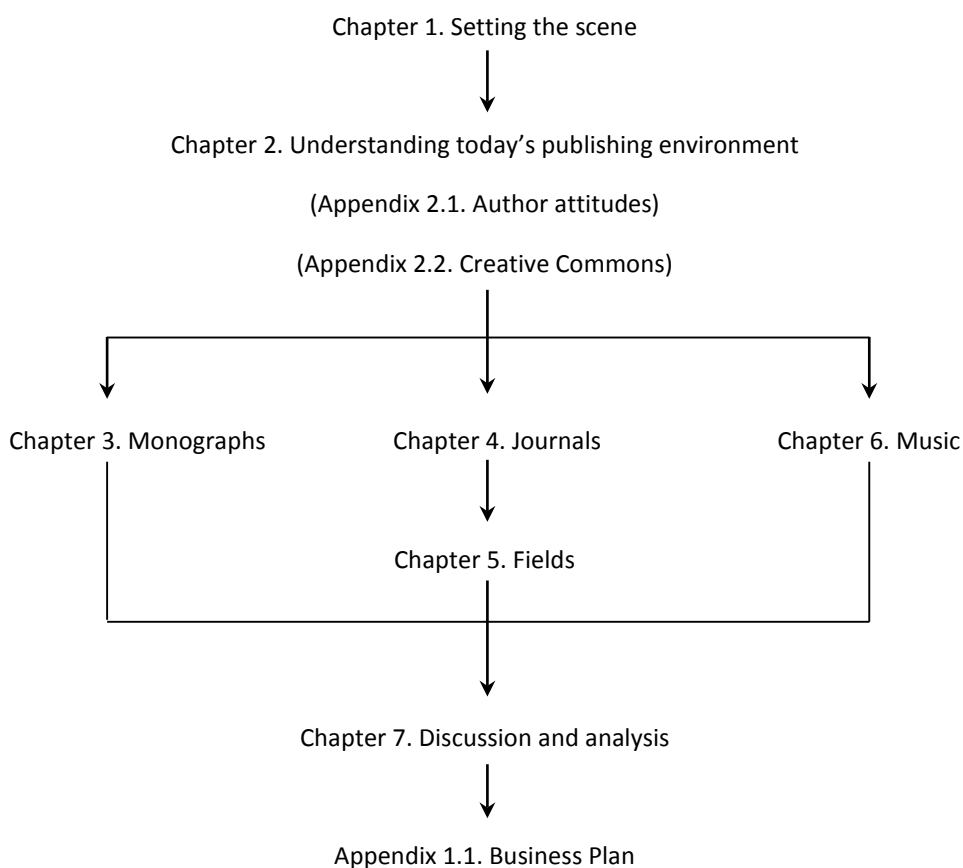 Chapter 1. Setting the scene
Chapter 2. Understanding today’s publishing environment
(Appendix 2.1. Author attitudes)
(Appendix 2.2. Creative Commons)
Chapter 3. Monographs
Chapter 4. Journals
Chapter 6. Music
Chapter 5. Fields
Chapter 7. Discussion and analysis
Appendix 1.1. Business Plan